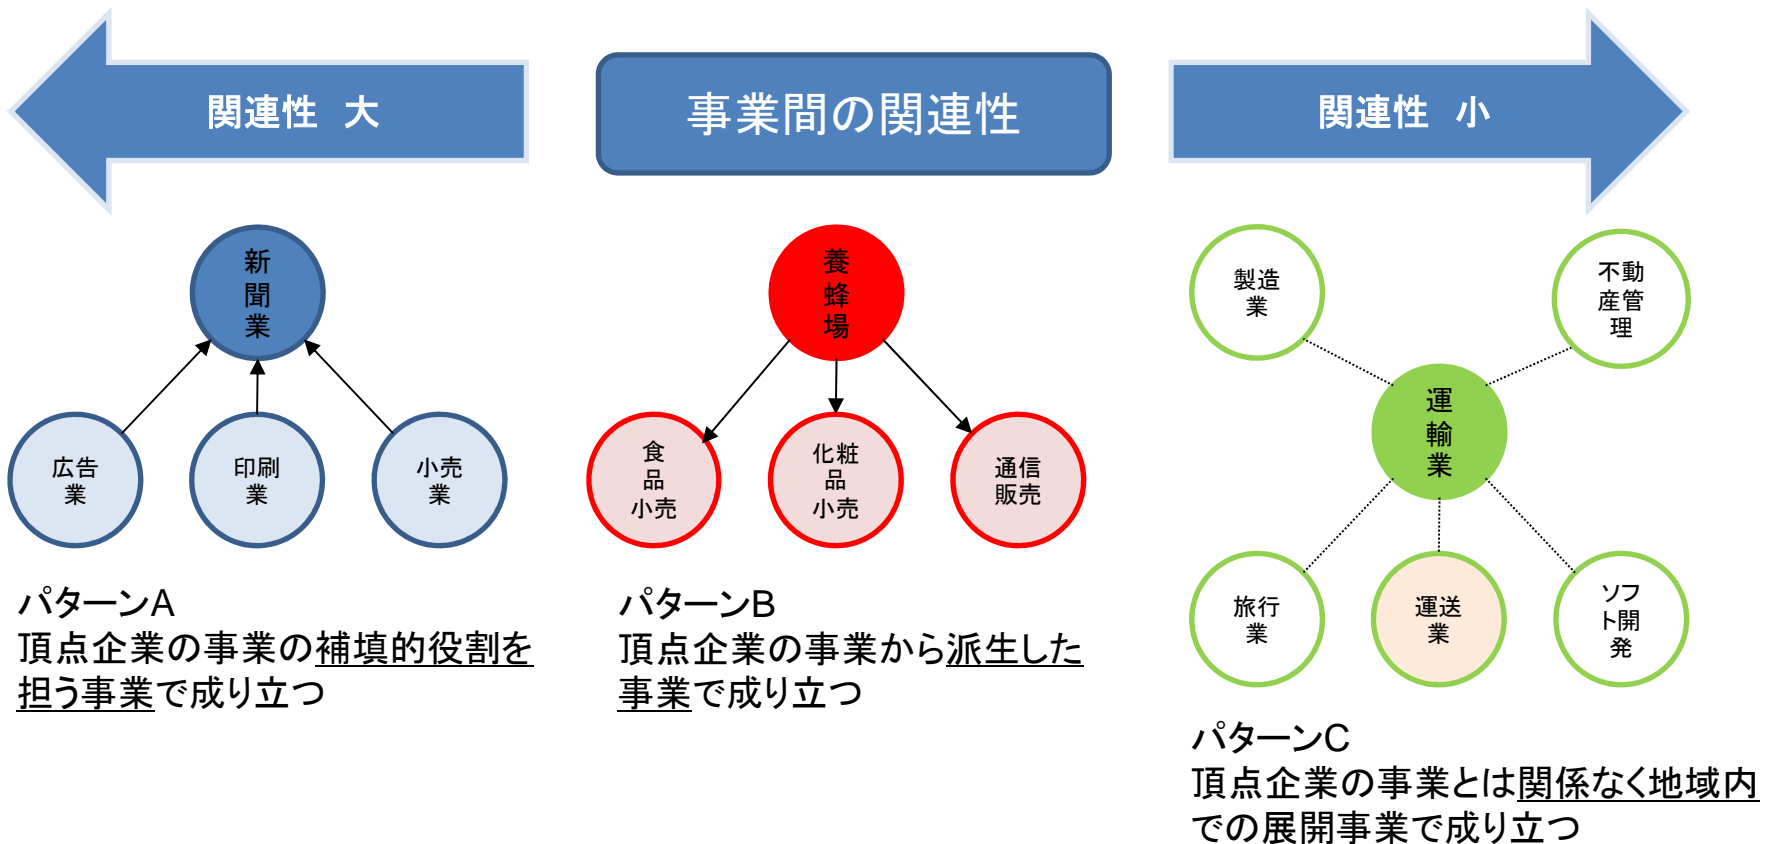 関連性　大
事業間の関連性
関連性　小
新
聞
業
広告
業
印刷
業
小売
業
パターンA
頂点企業の事業の補填的役割を
担う事業で成り立つ
養
蜂
場
食
品
小売
化粧
品
小売
通信
販売
パターンB
頂点企業の事業から派生した
事業で成り立つ
製造
業
不動
産管
理
運
輸
業
旅行
業
運送
業
ソフ
ト開
発
パターンC
頂点企業の事業とは関係なく地域内
での展開事業で成り立つ